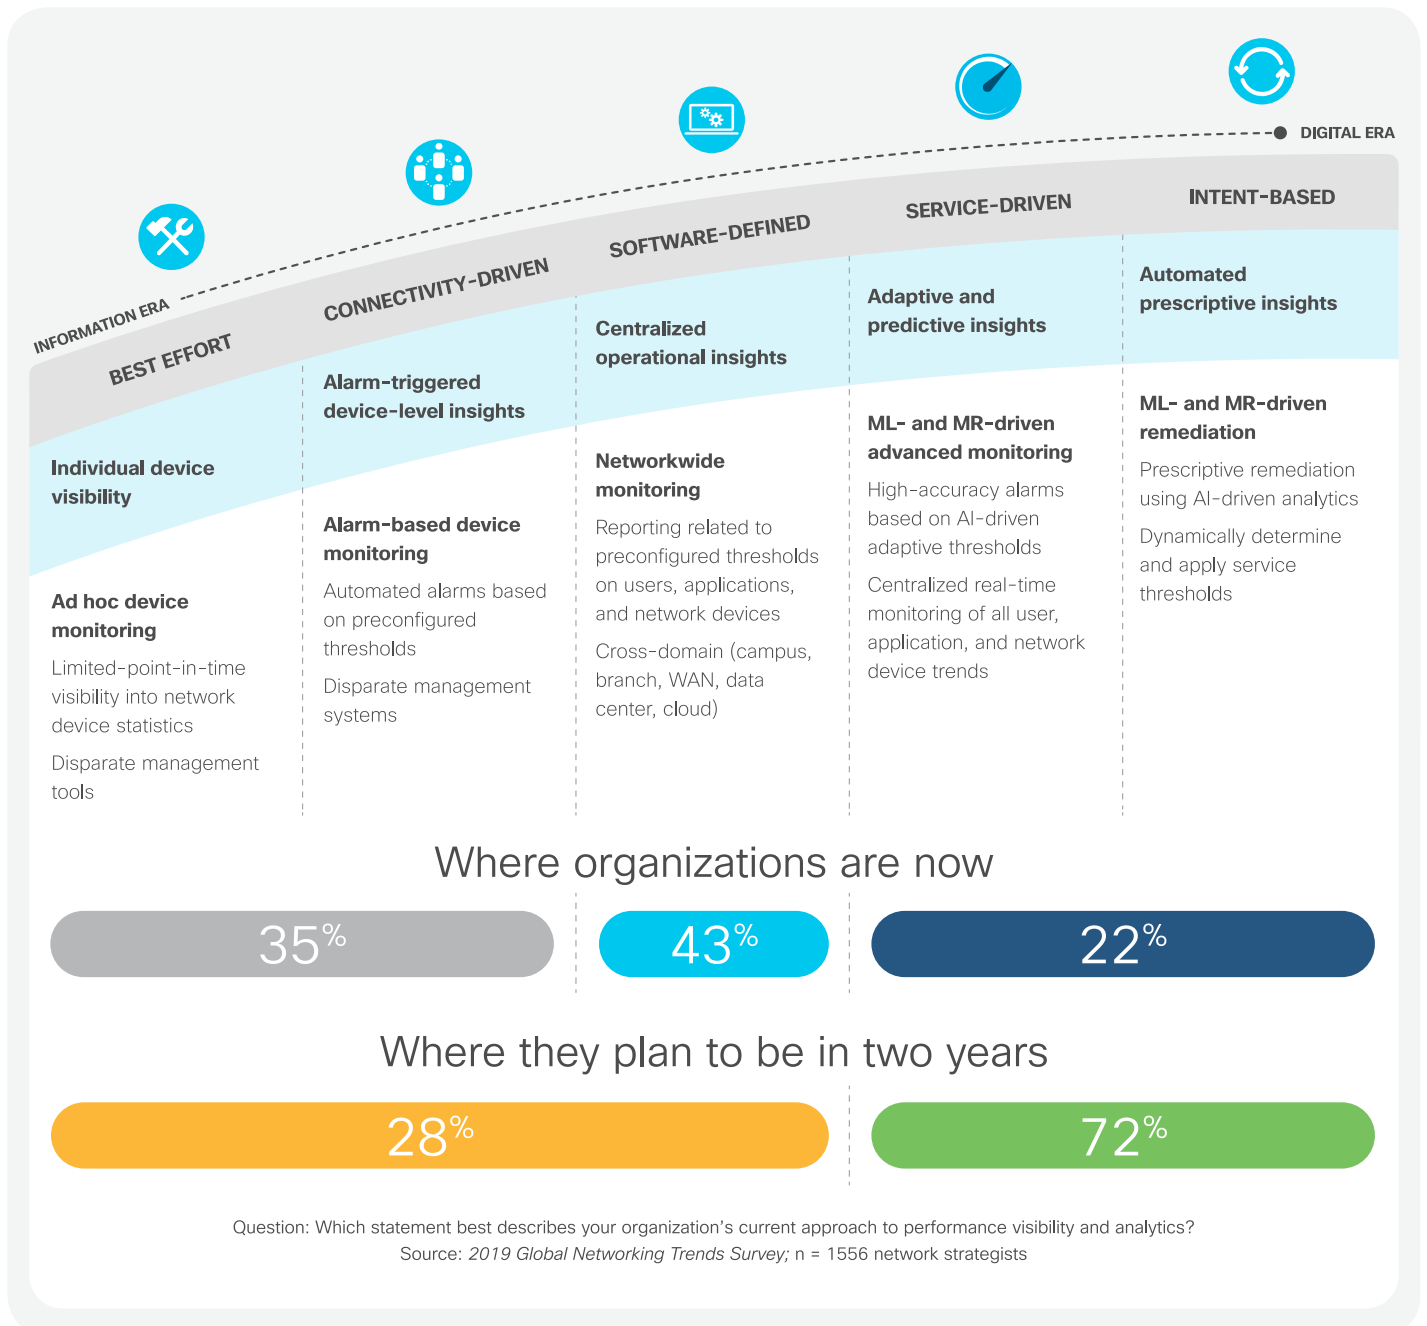 DIGITAL ERA
INFORMATION ERA
BEST EFFORT
CONNECTIVITY-DRIVEN
SOFTWARE-DEFINED
SERVICE-DRIVEN
INTENT-BASED
Individual device
visibility
Ad hoc device
monitoring
Limited-point-in-time
visibility into network
device statistics
Disparate management
tools
Alarm-triggered
device-level insights
Alarm-based device
monitoring
Automated alarms based
on preconfigured
thresholds
Disparate management
systems
Centralized
operational insights
Networkwide
monitoring
Reporting related to
preconfigured thresholds
on users, applications,
and network devices
Cross-domain (campus,
branch, WAN, data
center, cloud)
Adaptive and
predictive insights
ML- and MR-driven
advanced monitoring
High-accuracy alarms
based on AI-driven
adaptive thresholds
Centralized real-time
monitoring of all user,
application, and network
device trends
Automated
prescriptive insights
ML- and MR-driven
remediation
Prescriptive remediation
using AI-driven analytics
Dynamically determine
and apply service
thresholds
Where organizations are now
35%
43%
22%
Where they plan to be in two years
28%
72%
Question: Which statement best describes your organization's current approach to performance visibility and analytics?
Source: 2019 Global Networking Trends Survey; n = 1556 network strategists